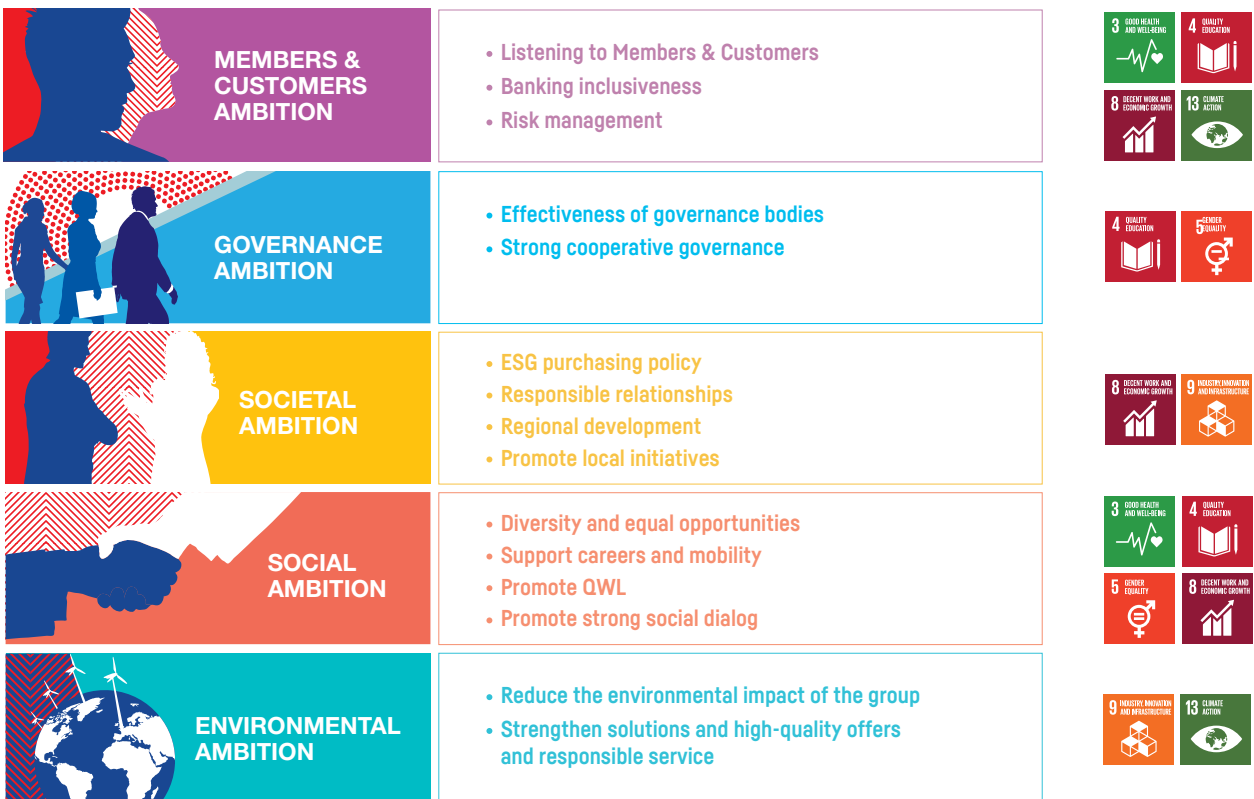 MEMBERS &
CUSTOMERS
AMBITION
• Listening to Members & Customers
• Banking inclusiveness
• Risk management
3 GOOD HEALTH
AND WELL-BEING
4 QUALITY
EDUCATION
8 DECENT WORK AND
ECONOMIC GROWTH
13 CLIMATE
ACTION
GOVERNANCE
AMBITION
• Effectiveness of governance bodies
• Strong cooperative governance
4 QUALITY
EDUCATION
5 GENDER
EQUALITY
SOCIETAL
AMBITION
• ESG purchasing policy
• Responsible relationships
• Regional development
• Promote local initiatives
8 DECENT WORK AND
ECONOMIC GROWTH
9 INDUSTRY, INNOVATION
AND INFRASTRUCTURE
SOCIAL
AMBITION
• Diversity and equal opportunities
• Support careers and mobility
• Promote QWL
• Promote strong social dialog
3 GOOD HEALTH
AND WELL-BEING
4 QUALITY
EDUCATION
5 GENDER
EQUALITY
8 DECENT WORK AND
ECONOMIC GROWTH
ENVIRONMENTAL
AMBITION
• Reduce the environmental impact of the group
• Strengthen solutions and high-quality offers
and responsible service
9 INDUSTRY, INNOVATION
AND INFRASTRUCTURE
13 CLIMATE
ACTION